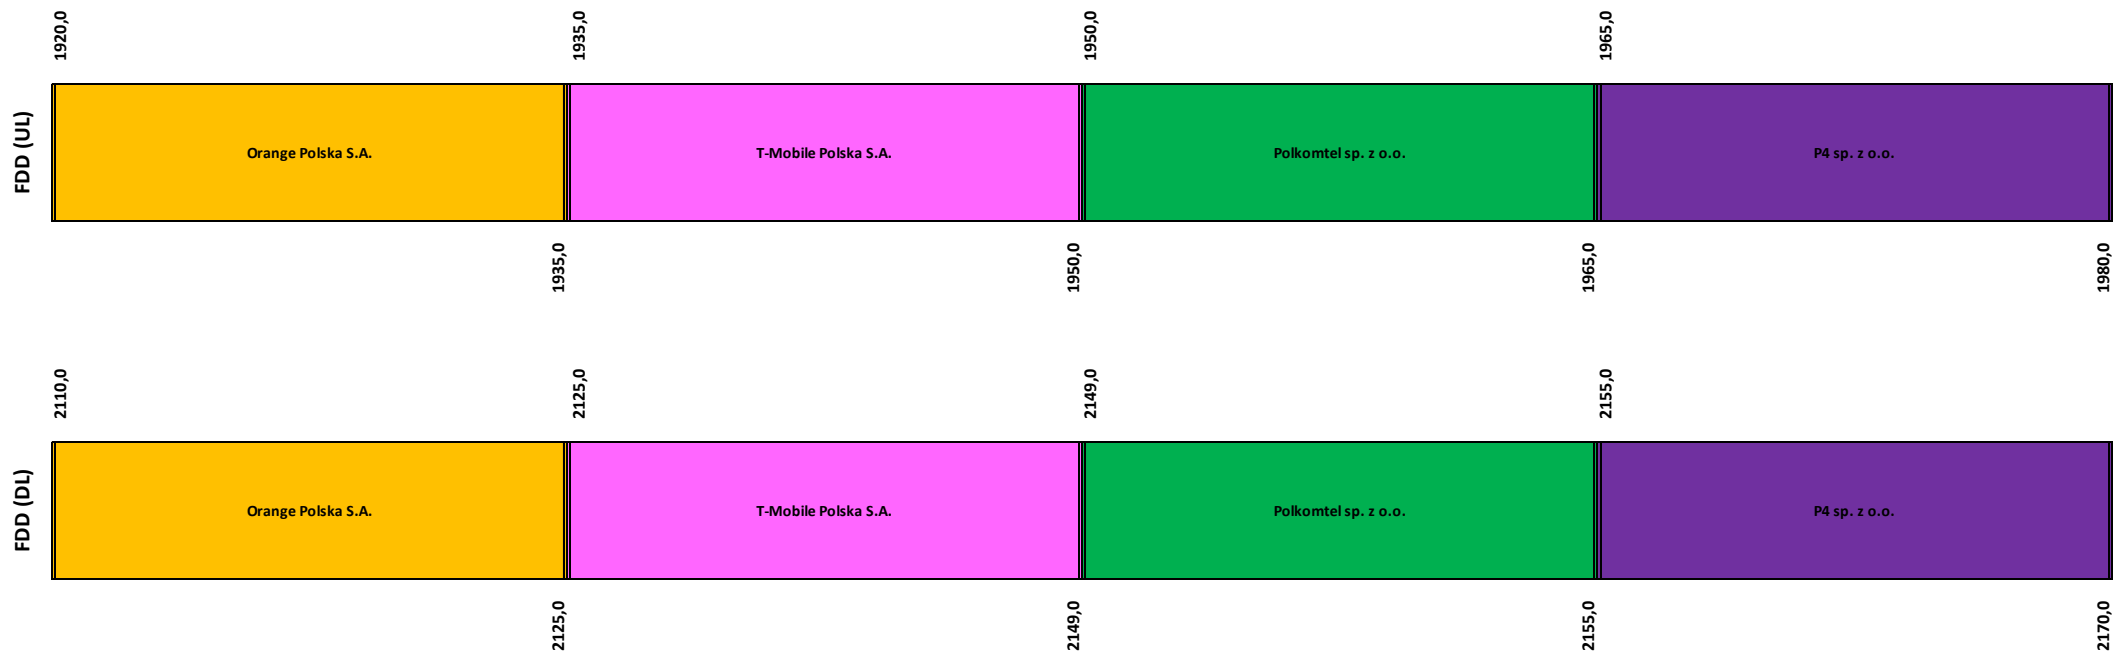 1920,0
1935,0
1950,0
1965,0
FDD (UL)
Orange Polska S.A.
T-Mobile Polska S.A.
Polkomtel sp. z o.o.
P4 sp. z o.o.
1935,0
1950,0
1965,0
1980,0
2110,0
2125,0
2149,0
2155,0
FDD (DL)
Orange Polska S.A.
T-Mobile Polska S.A.
Polkomtel sp. z o.o.
P4 sp. z o.o.
2125,0
2149,0
2155,0
2170,0